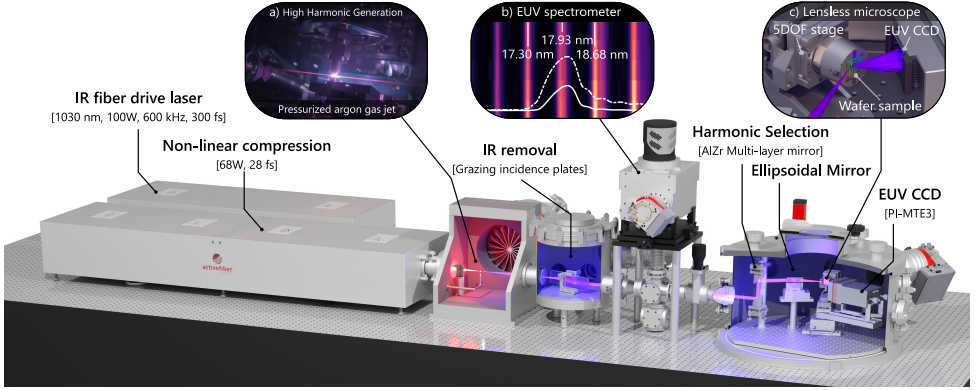 a) High Harmonic Generation
Pressurized argon gas jet
b) EUV spectrometer
17.93 nm
17.30 nm
18.68 nm
c) Lensless microscope
5DOF stage
EUV CCD
Wafer sample
IR fiber drive laser
[1030 nm, 100W, 600 kHz, 300 fs]
Non-linear compression
[68W, 28 fs]
IR removal
[Grazing incidence plates]
Harmonic Selection
[AlZr Multi-layer mirror]
Ellipsoidal Mirror
EUV CCD
[PI-MTE3]
activefiber